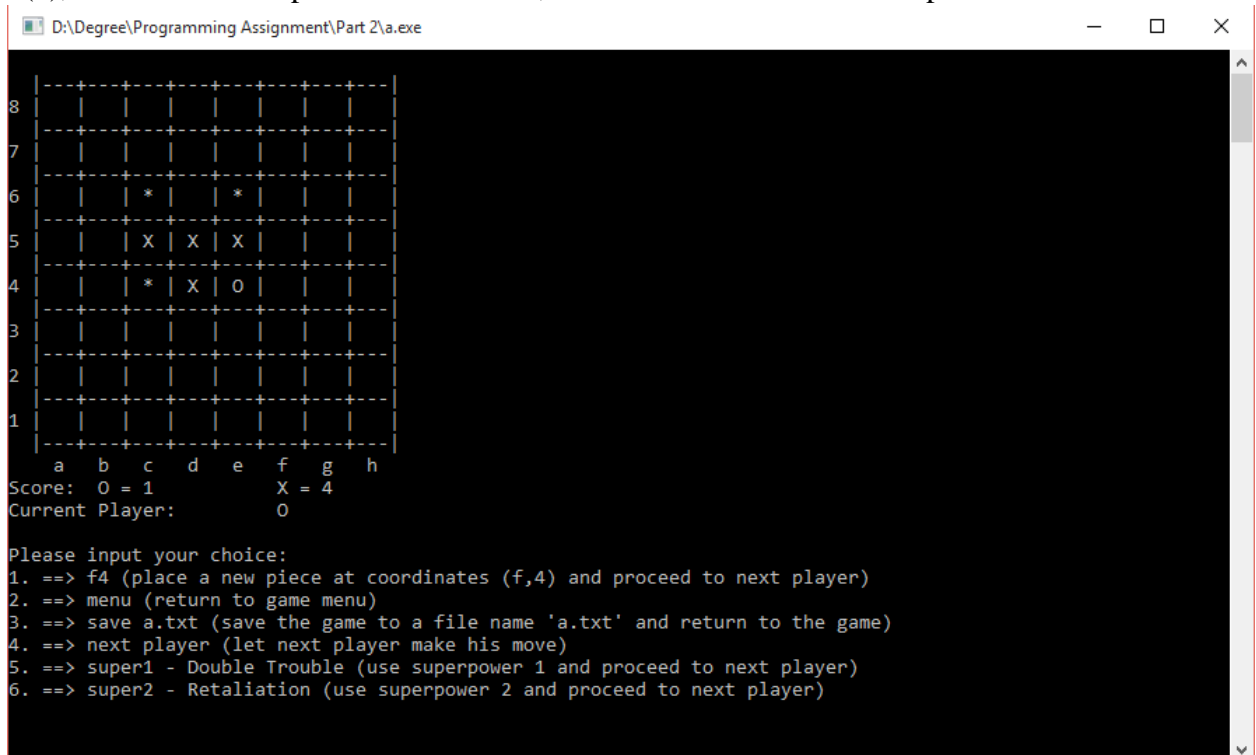 D:\Degree\Programming Assignment\Part 2\a.exe
|---+---+---+---+---+---+---+---|
8 |   |   |   |   |   |   |   |   |
|---+---+---+---+---+---+---+---|
7 |   |   |   |   |   |   |   |   |
|---+---+---+---+---+---+---+---|
6 |   |   | * |   | * |   |   |   |
|---+---+---+---+---+---+---+---|
5 |   |   | X | X | X |   |   |   |
|---+---+---+---+---+---+---+---|
4 |   |   | * | X | O |   |   |   |
|---+---+---+---+---+---+---+---|
3 |   |   |   |   |   |   |   |   |
|---+---+---+---+---+---+---+---|
2 |   |   |   |   |   |   |   |   |
|---+---+---+---+---+---+---+---|
1 |   |   |   |   |   |   |   |   |
|---+---+---+---+---+---+---+---|
a b c d e f g h
Score: O = 1 X = 4
Current Player: O
Please input your choice:
1. ==> f4 (place a new piece at coordinates (f,4) and proceed to next player)
2. ==> menu (return to game menu)
3. ==> save a.txt (save the game to a file name 'a.txt' and return to the game)
4. ==> next player (let next player make his move)
5. ==> super1 - Double Trouble (use superpower 1 and proceed to next player)
6. ==> super2 - Retaliation (use superpower 2 and proceed to next player)